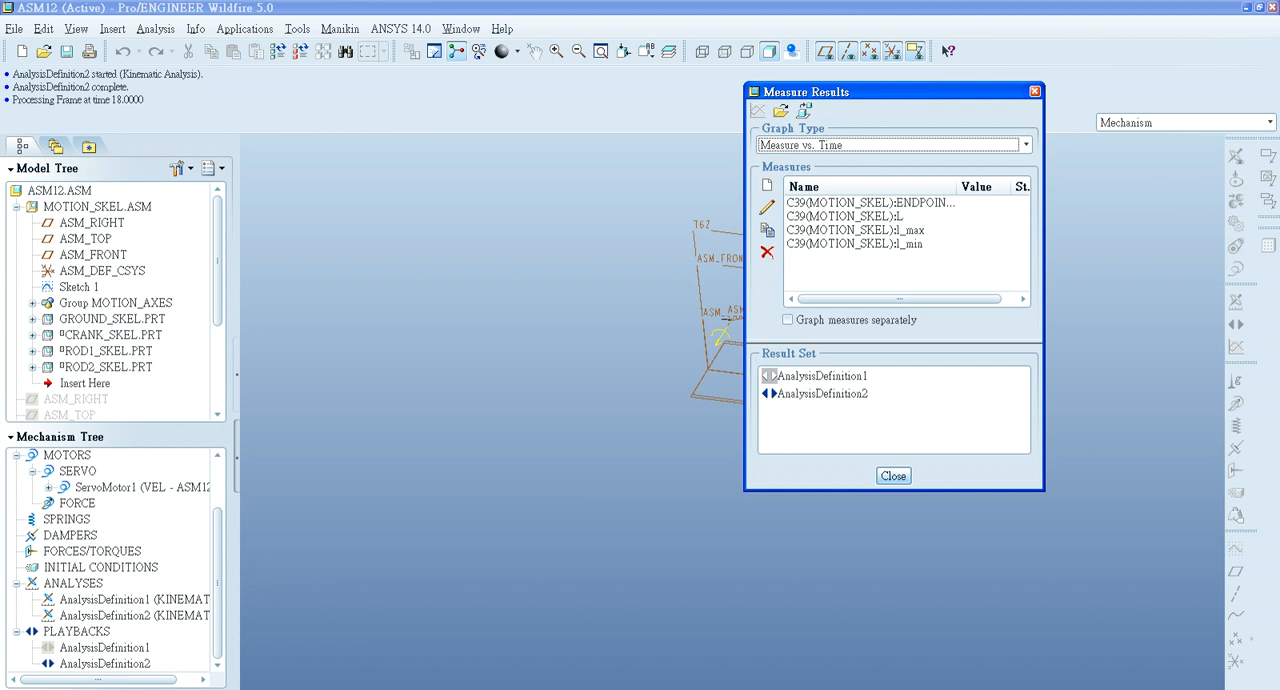 ASM12 (Active) - Pro/ENGINEER Wildfire 5.0
File Edit View Insert Analysis Info Applications Tools Manikin ANSYS 14.0 Window Help
AnalysisDefinition2 started (Kinematic Analysis).
AnalysisDefinition2 complete.
Processing Frame at time 18.0000
Mechanism
Model Tree
ASM12.ASM
MOTION_SKEL.ASM
ASM_RIGHT
ASM_TOP
ASM_FRONT
ASM_DEF_CSYS
Sketch 1
Group MOTION_AXES
GROUND_SKEL.PRT
CRANK_SKEL.PRT
ROD1_SKEL.PRT
ROD2_SKEL.PRT
Insert Here
ASM_RIGHT
ASM_TOP
Mechanism Tree
MOTORS
SERVO
ServoMotor1 (VEL - ASM12
FORCE
SPRINGS
DAMPERS
FORCES/TORQUES
INITIAL CONDITIONS
ANALYSES
AnalysisDefinition1 (KINEMAT
AnalysisDefinition2 (KINEMAT
PLAYBACKS
AnalysisDefinition1
AnalysisDefinition2
ASM_FRON
Measure Results
Graph Type
Measure vs. Time
Measures
Name Value St.
C39(MOTION_SKEL):ENDPOIN...
C39(MOTION_SKEL):L
C39(MOTION_SKEL):l_max
C39(MOTION_SKEL):l_min
Graph measures separately
Result Set
AnalysisDefinition1
AnalysisDefinition2
Close